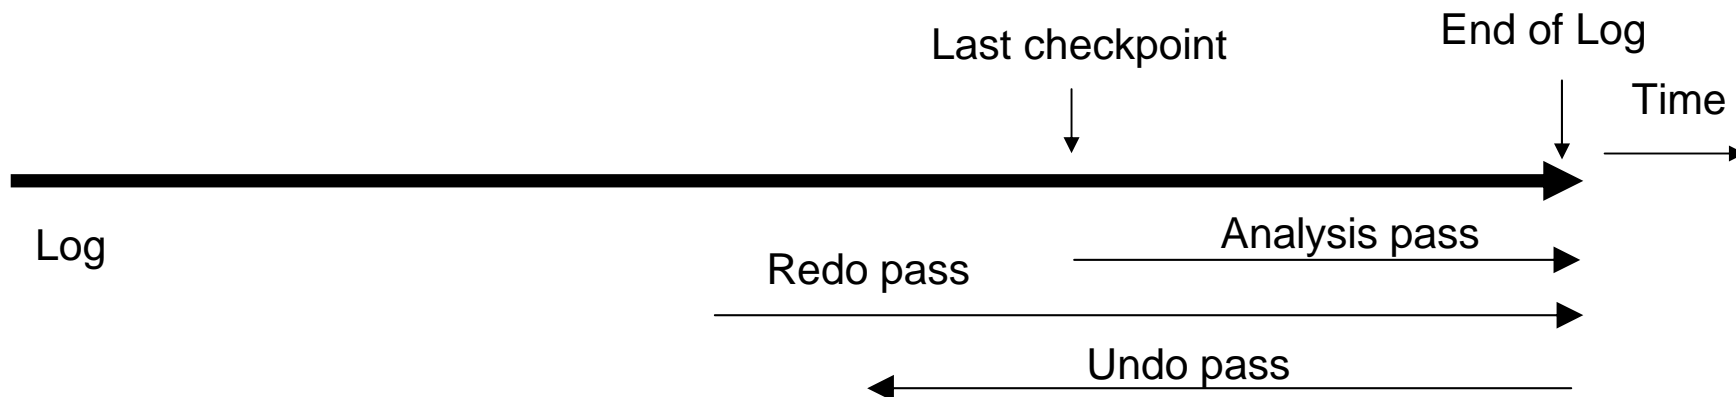 End of Log
Last checkpoint
Time
Log
Analysis pass
Redo pass
Undo pass